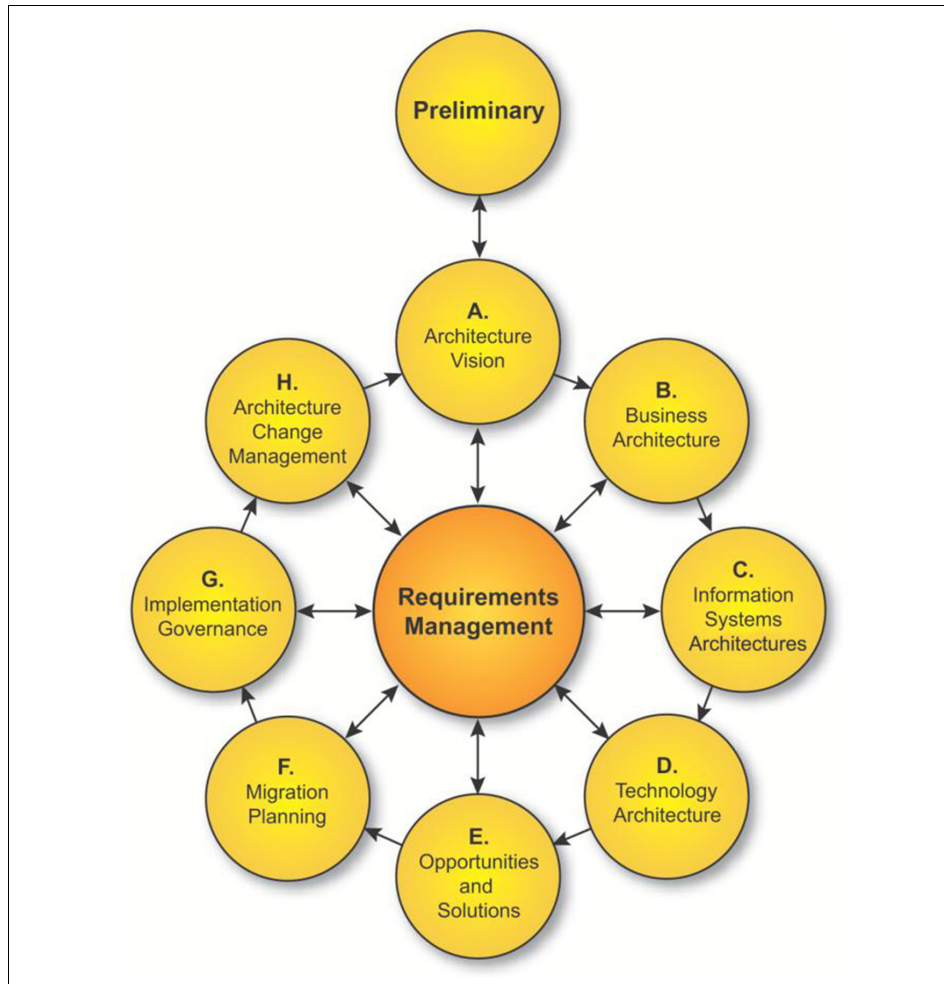 Preliminary
A.
Architecture
Vision
B.
Business
Architecture
C.
Information
Systems
Architectures
D.
Technology
Architecture
E.
Opportunities
and
Solutions
F.
Migration
Planning
G.
Implementation
Governance
H.
Architecture
Change
Management
Requirements
Management